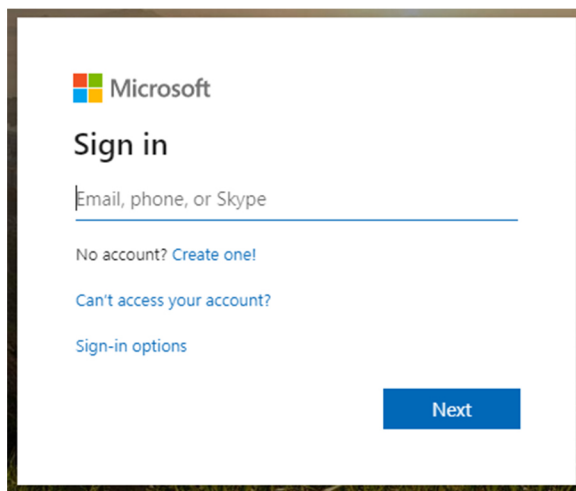 Microsoft
Sign in
Email, phone, or Skype
No account? Create one!
Can't access your account?
Sign-in options
Next